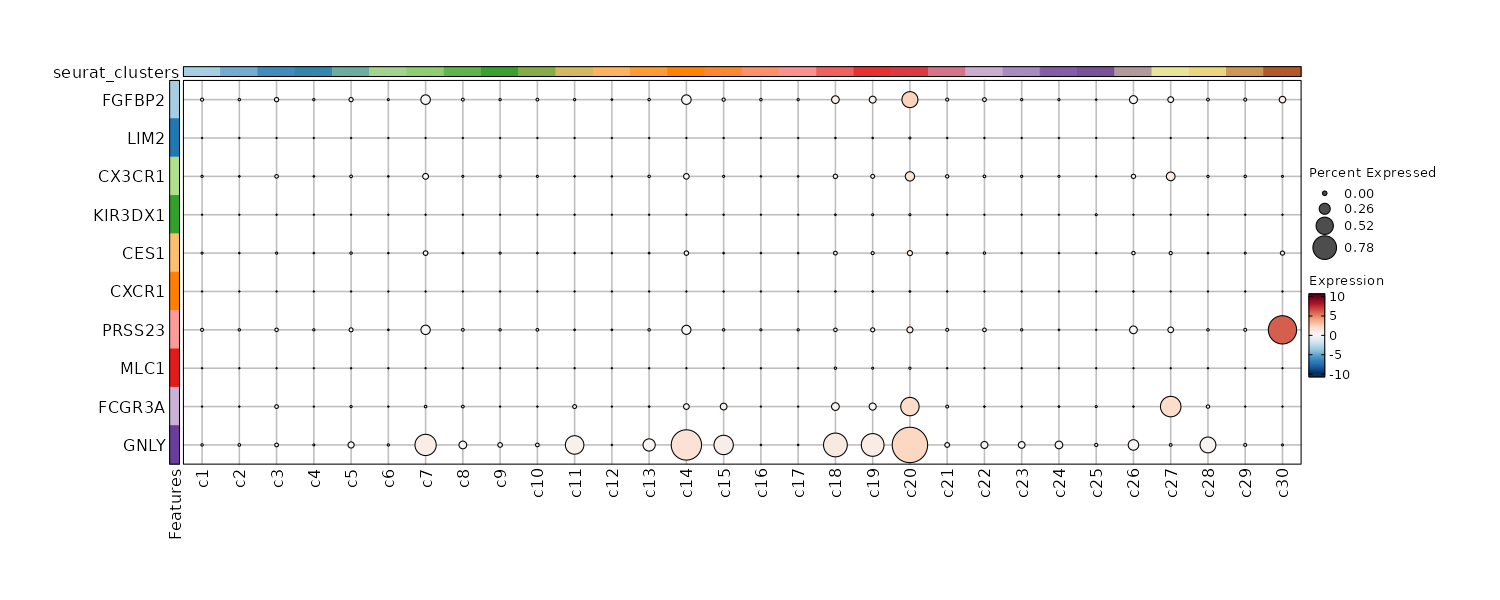 seurat_clusters
FGFBP2
LIM2
CX3CR1
KIR3DX1
CES1
CXCR1
PRSS23
MLC1
FCGR3A
GNLY
Features
c1 c2 c3 c4 c5 c6 c7 c8 c9 c10 c11 c12 c13 c14 c15 c16 c17 c18 c19 c20 c21 c22 c23 c24 c25 c26 c27 c28 c29 c30
Percent Expressed
0.00
0.26
0.52
0.78
Expression
10
5
0
-5
-10